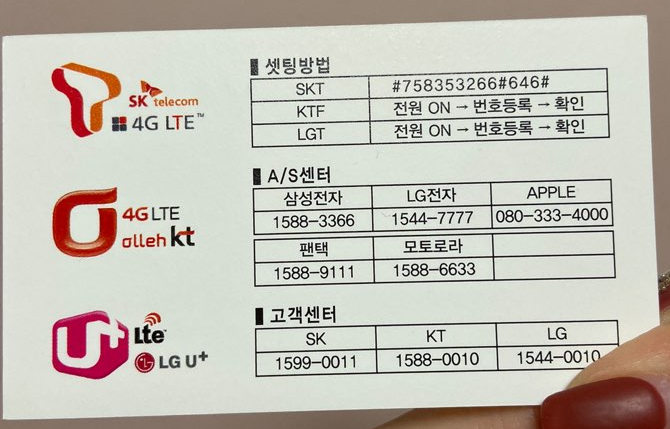 SK telecom
4G LTE™
4G LTE
olleh kt
U+ Lte
LG U+
셋팅방법
SKT #758353266#646#
KTF 전원 ON → 번호등록 → 확인
LGT 전원 ON → 번호등록 → 확인
A/S센터
삼성전자 LG전자 APPLE
1588-3366 1544-7777 080-333-4000
팬택 모토로라
1588-9111 1588-6633
고객센터
SK KT LG
1599-0011 1588-0010 1544-0010